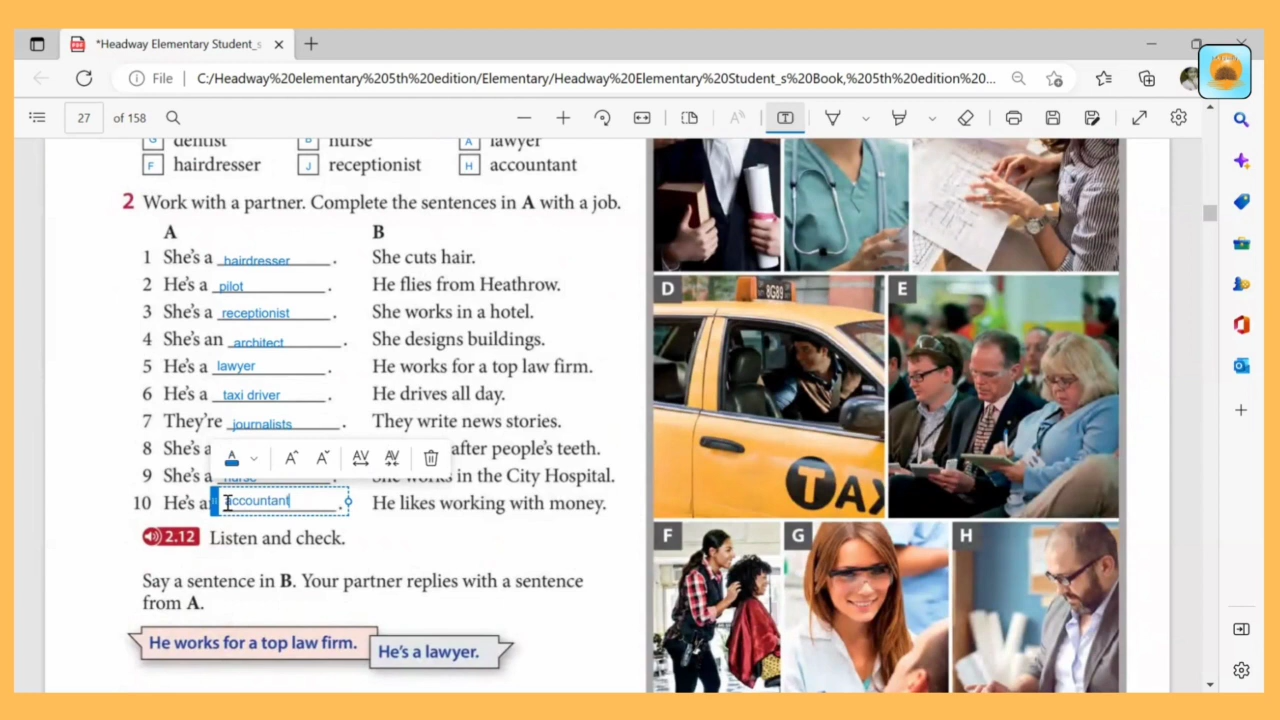 *Headway Elementary Student_s
File C:/Headway%20elementary%205th%20edition/Elementary/Headway%20Elementary%20Student_s%20Book,%205th%20edition%20...
27 of 158
G dentist B nurse A lawyer
F hairdresser J receptionist H accountant
2 Work with a partner. Complete the sentences in A with a job.
A B
1 She's a hairdresser. She cuts hair.
2 He's a pilot. He flies from Heathrow.
3 She's a receptionist. She works in a hotel.
4 She's an architect. She designs buildings.
5 He's a lawyer. He works for a top law firm.
6 He's a taxi driver. He drives all day.
7 They're journalists. They write news stories.
8 She's a after people's teeth.
9 She's a nurse. She works in the City Hospital.
10 He's a accountant. He likes working with money.
2.12 Listen and check.
Say a sentence in B. Your partner replies with a sentence
from A.
He works for a top law firm.
He's a lawyer.
D
8G89
TAX
E
F
G
H